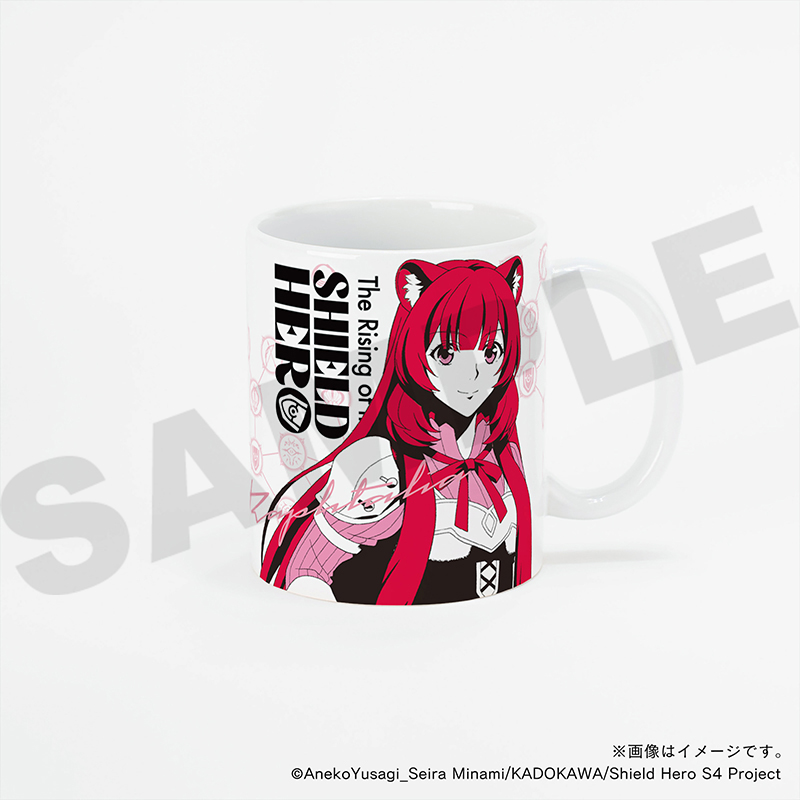 The Rising of
SHIELD
HERO
Raphtalia
SAMPLE
※画像はイメージです。
©AnekoYusagi_Seira Minami/KADOKAWA/Shield Hero S4 Project